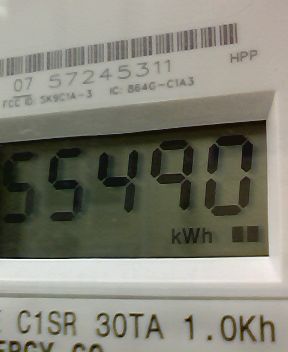 HPP
07 57245311
FCC ID: SK9C1A-3 IC: 864G-C1A3
55490
kWh
C1SR 30TA 1.0Kh